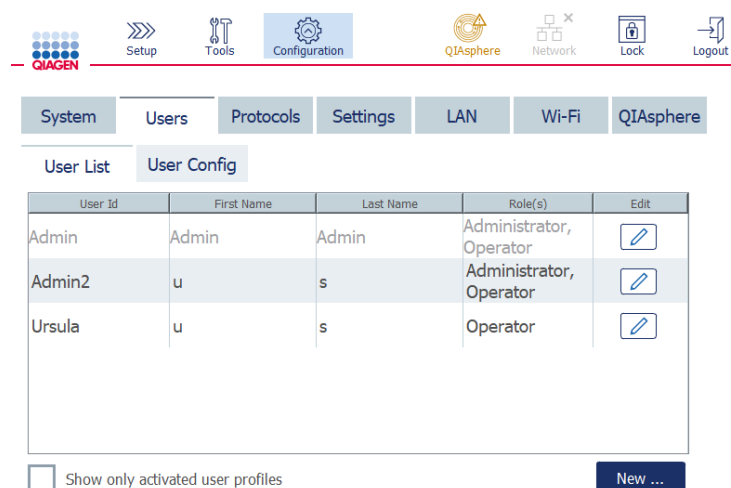 QIAGEN
Setup
Tools
Configuration
QIAsphere
Network
Lock
Logout
System Users Protocols Settings LAN Wi-Fi QIAsphere
User List User Config
User Id First Name Last Name Role(s) Edit
Admin Admin Admin Administrator,
Operator
Admin2 u s Administrator,
Operator
Ursula u s Operator
Show only activated user profiles New ...